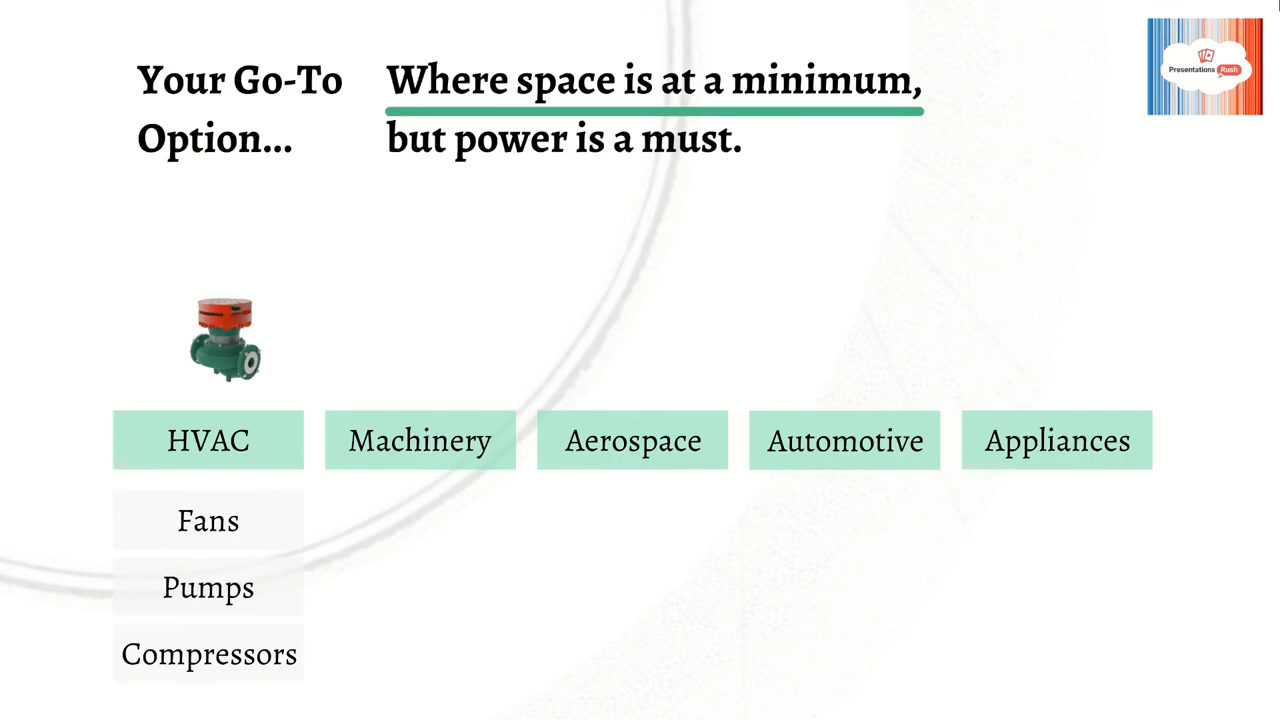 Your Go-To
Option...
Where space is at a minimum,
but power is a must.
Presentations Rush
HVAC
Machinery
Aerospace
Automotive
Appliances
Fans
Pumps
Compressors